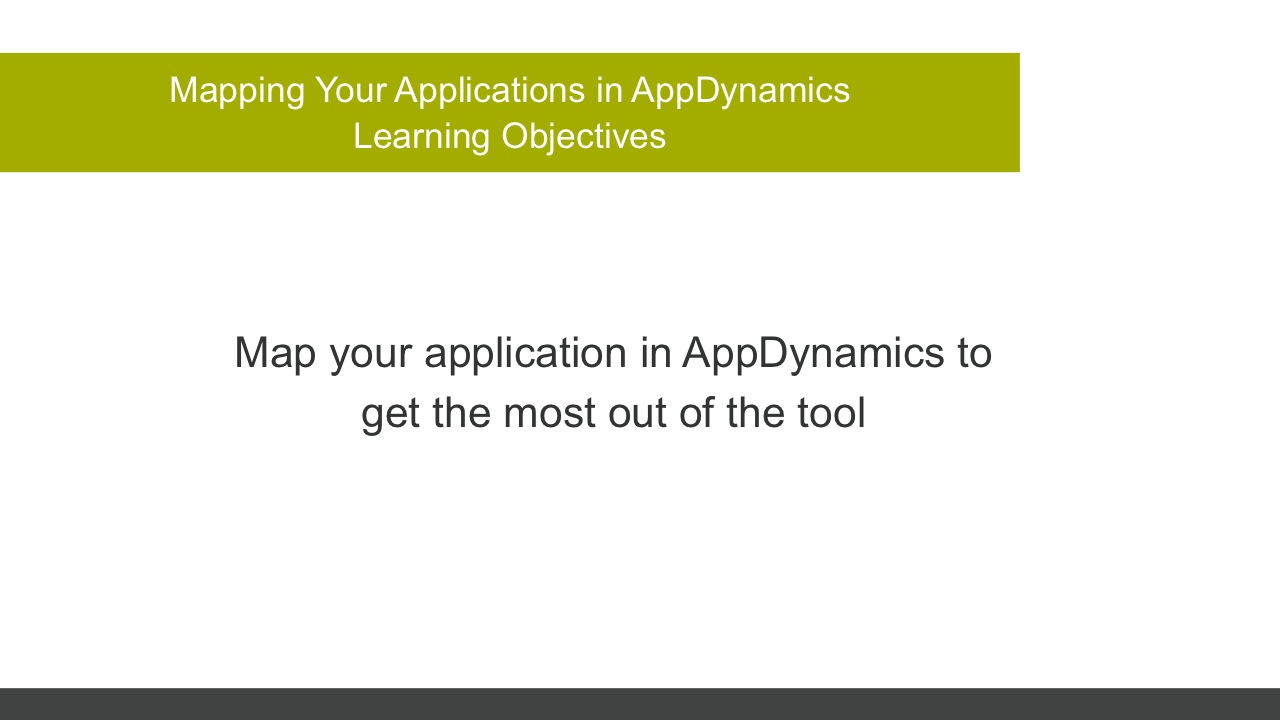 Mapping Your Applications in AppDynamics
Learning Objectives
Map your application in AppDynamics to
get the most out of the tool